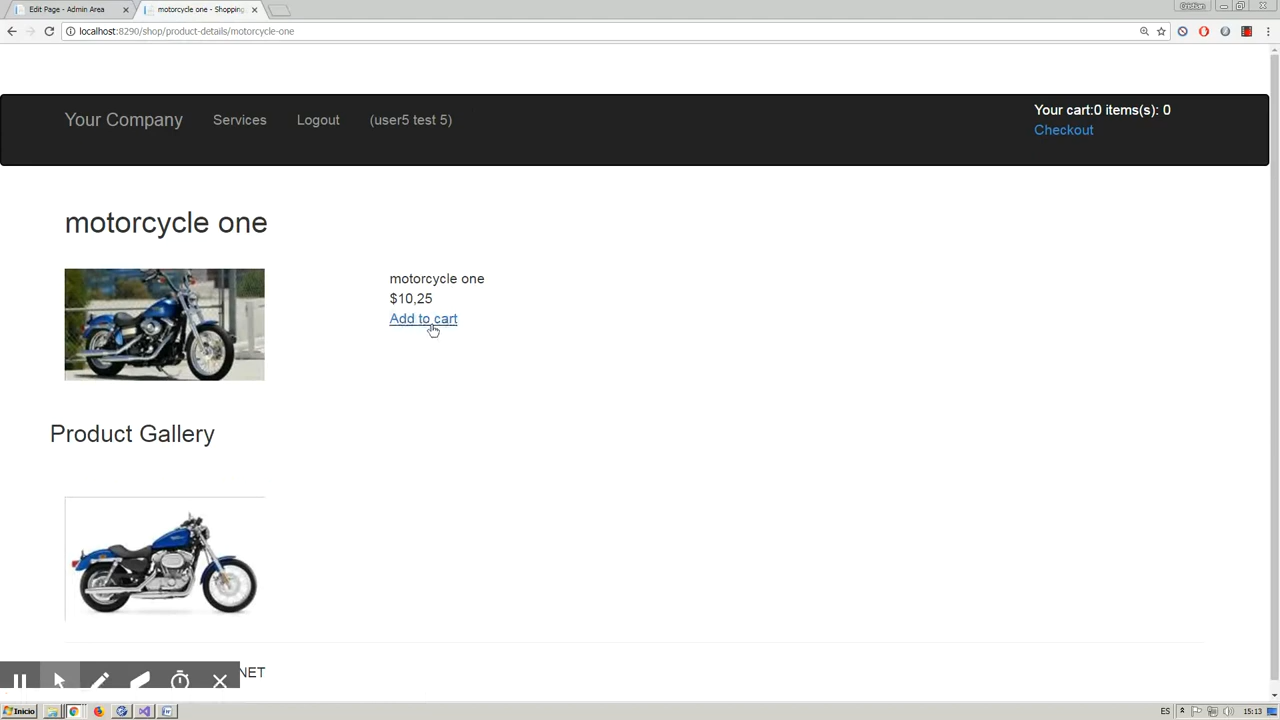 Edit Page - Admin Area
motorcycle one - Shopping
Cristian
localhost:8290/shop/product-details/motorcycle-one
Your Company Services Logout (user5 test 5)
Your cart:0 items(s): 0
Checkout
motorcycle one
motorcycle one
$10,25
Add to cart
Product Gallery
NET
Inicio
ES
15:13